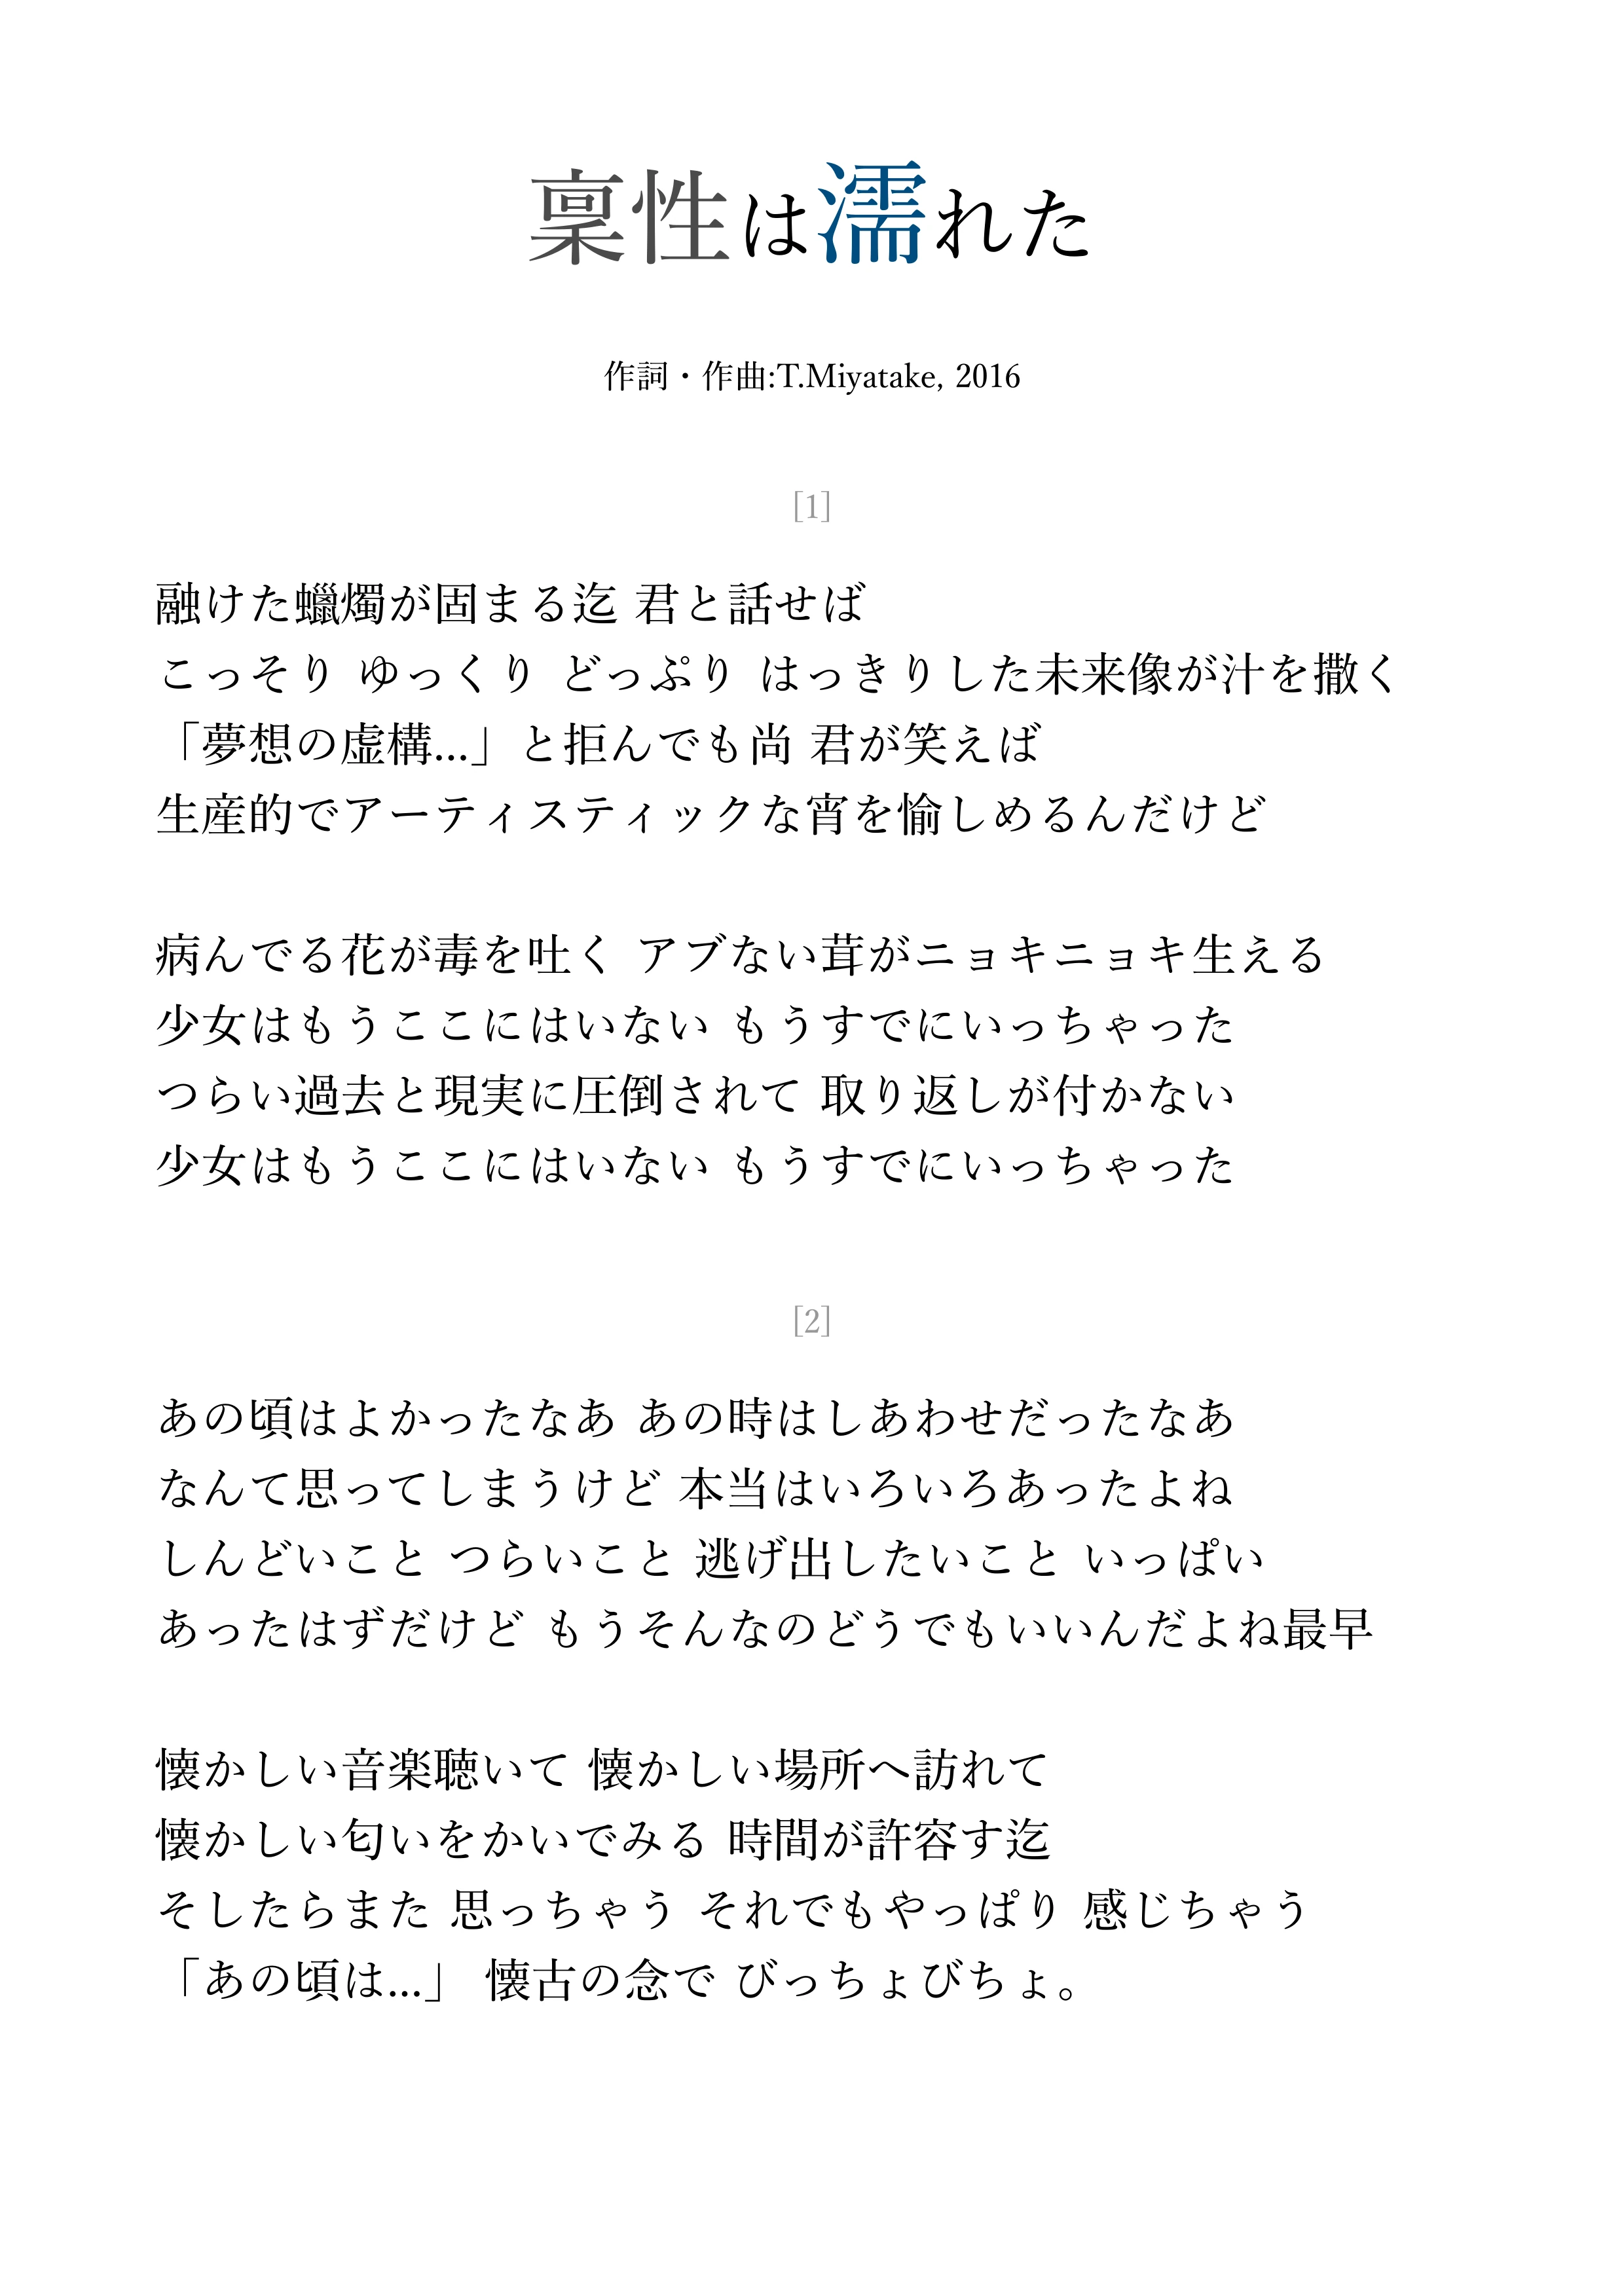 稟性は濡れた
作詞・作曲:T.Miyatake, 2016
[1]
融けた蠟燭が固まる迄 君と話せば
こっそり ゆっくり どっぷり はっきりした未来像が汁を撒く
「夢想の虚構...」と拒んでも尚 君が笑えば
生産的でアーティスティックな宵を愉しめるんだけど
病んでる花が毒を吐く アブない茸がニョキニョキ生える
少女はもうここにはいない もうすでにいっちゃった
つらい過去と現実に圧倒されて 取り返しが付かない
少女はもうここにはいない もうすでにいっちゃった
[2]
あの頃はよかったなあ あの時はしあわせだったなあ
なんて思ってしまうけど 本当はいろいろあったよね
しんどいこと つらいこと 逃げ出したいこと いっぱい
あったはずだけど もうそんなのどうでもいいんだよね最早
懐かしい音楽聴いて 懐かしい場所へ訪れて
懐かしい匂いをかいでみる 時間が許容す迄
そしたらまた 思っちゃう それでもやっぱり 感じちゃう
「あの頃は...」 懐古の念で びっちょびちょ。